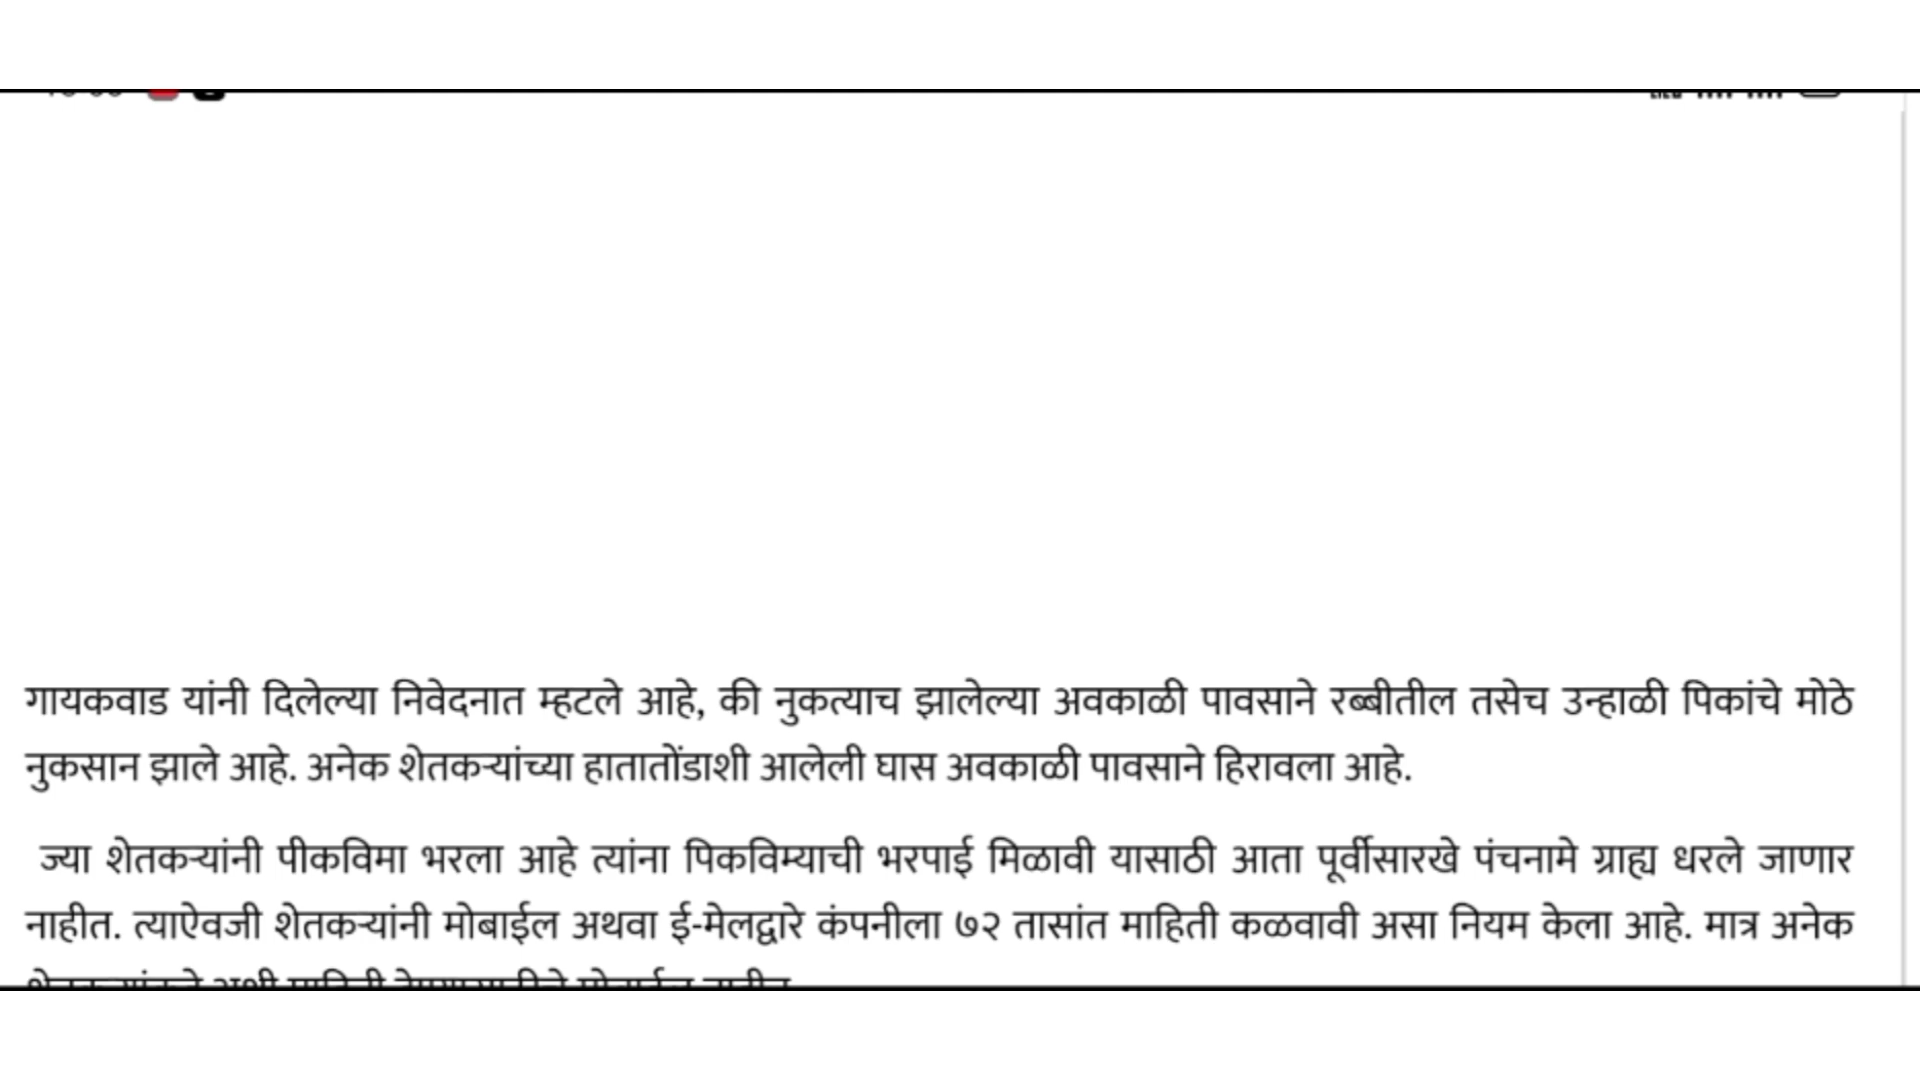 गायकवाड यांनी दिलेल्या निवेदनात म्हटले आहे, की नुकत्याच झालेल्या अवकाळी पावसाने रब्बीतील तसेच उन्हाळी पिकांचे मोठे
नुकसान झाले आहे. अनेक शेतकऱ्यांच्या हातातोंडाशी आलेली घास अवकाळी पावसाने हिरावला आहे.
ज्या शेतकऱ्यांनी पीकविमा भरला आहे त्यांना पिकविम्याची भरपाई मिळावी यासाठी आता पूर्वीसारखे पंचनामे ग्राह्य धरले जाणार
नाहीत. त्याऐवजी शेतकऱ्यांनी मोबाईल अथवा ई-मेलद्वारे कंपनीला ७२ तासांत माहिती कळवावी असा नियम केला आहे. मात्र अनेक